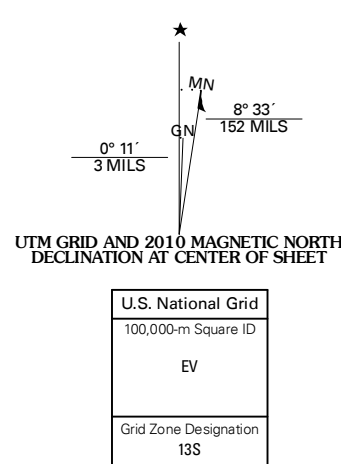 MN
GN
8° 33´
152 MILS
0° 11´
3 MILS
UTM GRID AND 2010 MAGNETIC NORTH
DECLINATION AT CENTER OF SHEET
U.S. National Grid
100,000-m Square ID
EV
Grid Zone Designation
13S